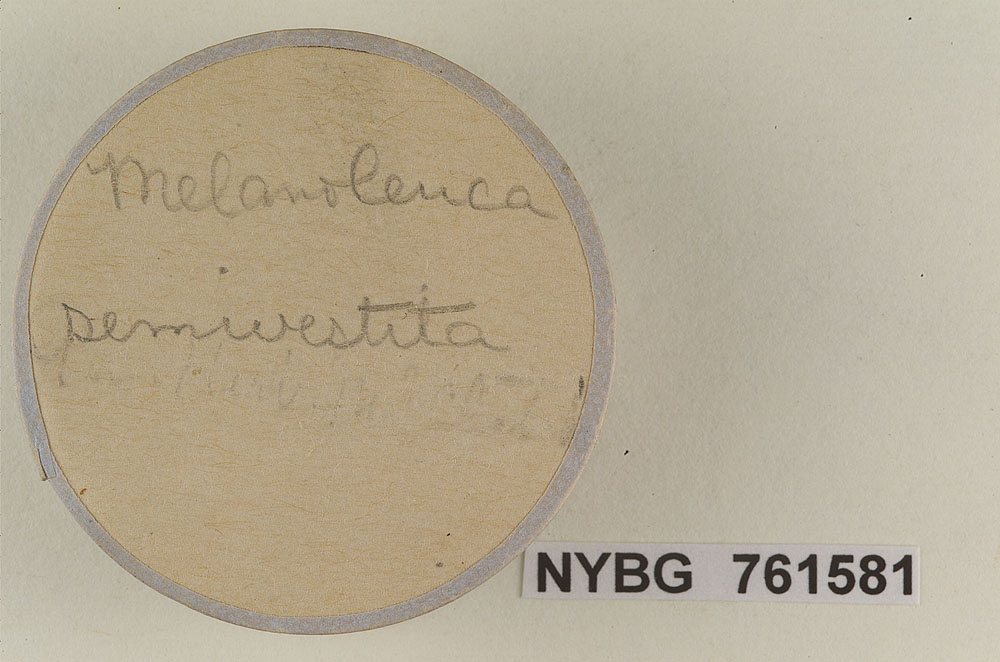 Melanoleuca
semivestita
NYBG 761581